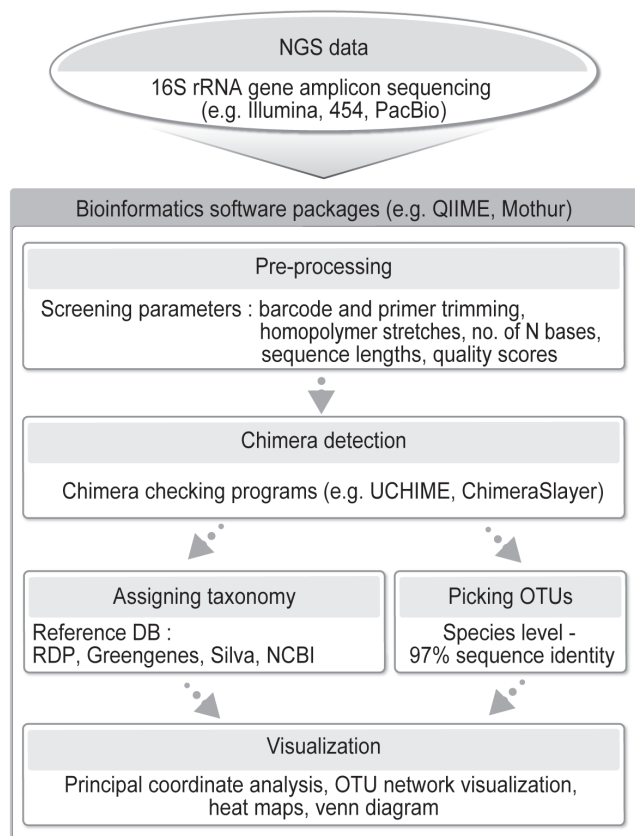 NGS data
16S rRNA gene amplicon sequencing
(e.g. Illumina, 454, PacBio)
Bioinformatics software packages (e.g. QIIME, Mothur)
Pre-processing
Screening parameters : barcode and primer trimming,
homopolymer stretches, no. of N bases,
sequence lengths, quality scores
Chimera detection
Chimera checking programs (e.g. UCHIME, ChimeraSlayer)
Assigning taxonomy
Reference DB :
RDP, Greengenes, Silva, NCBI
Picking OTUs
Species level -
97% sequence identity
Visualization
Principal coordinate analysis, OTU network visualization,
heat maps, venn diagram